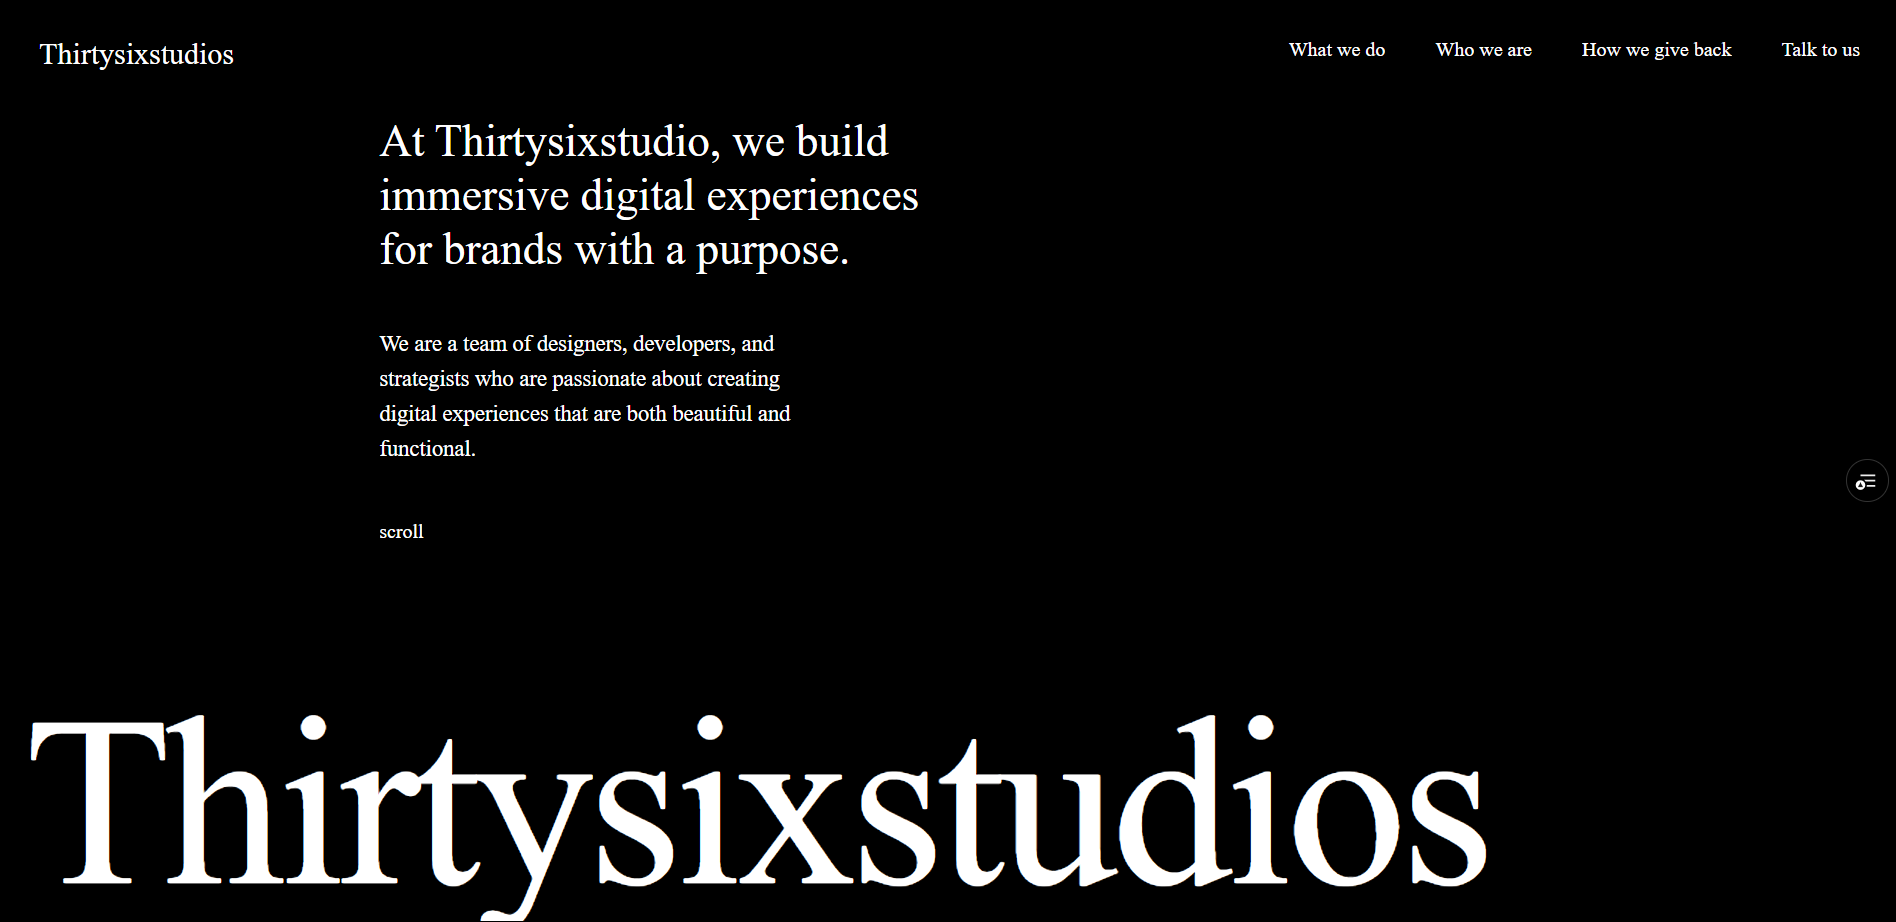 Thirtysixstudios
What we do
Who we are
How we give back
Talk to us
At Thirtysixstudio, we build
immersive digital experiences
for brands with a purpose.
We are a team of designers, developers, and
strategists who are passionate about creating
digital experiences that are both beautiful and
functional.
scroll
Thirtysixstudios